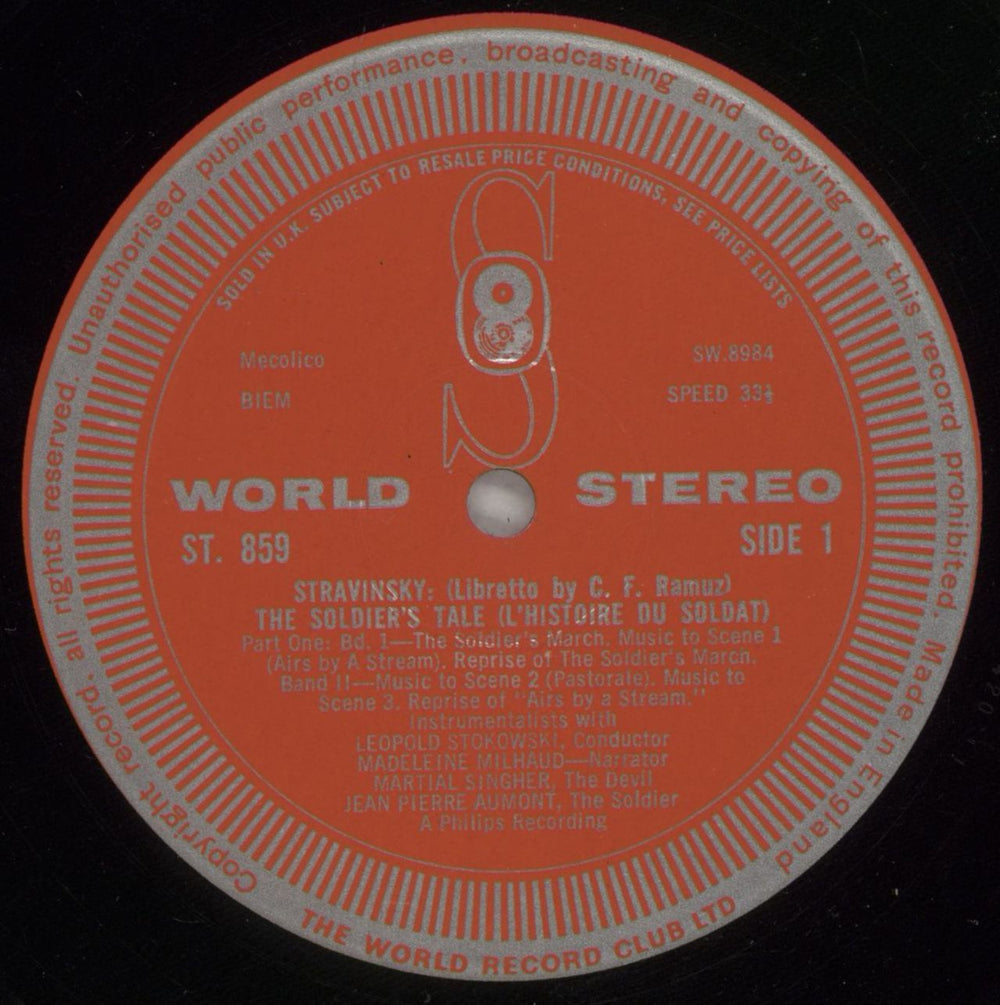 Copyright record. all rights reserved. Unauthorised public performance, broadcasting and copying of this record prohibited. Made in England
SOLD IN U.K. SUBJECT TO RESALE PRICE CONDITIONS, SEE PRICE LISTS
S
S
Mecolico
SW.8984
BIEM
SPEED 33⅓
WORLD STEREO
ST. 859
SIDE 1
STRAVINSKY: (Libretto by C. F. Ramuz)
THE SOLDIER'S TALE (L'HISTOIRE DU SOLDAT)
Part One: Bd. 1—The Soldier's March. Music to Scene 1
(Airs by A Stream). Reprise of The Soldier's March.
Band II—Music to Scene 2 (Pastorale). Music to
Scene 3. Reprise of "Airs by a Stream."
Instrumentalists with
LEOPOLD STOKOWSKI, Conductor
MADELEINE MILHAUD—Narrator
MARTIAL SINGHER, The Devil
JEAN PIERRE AUMONT, The Soldier
A Philips Recording
THE WORLD RECORD CLUB LTD